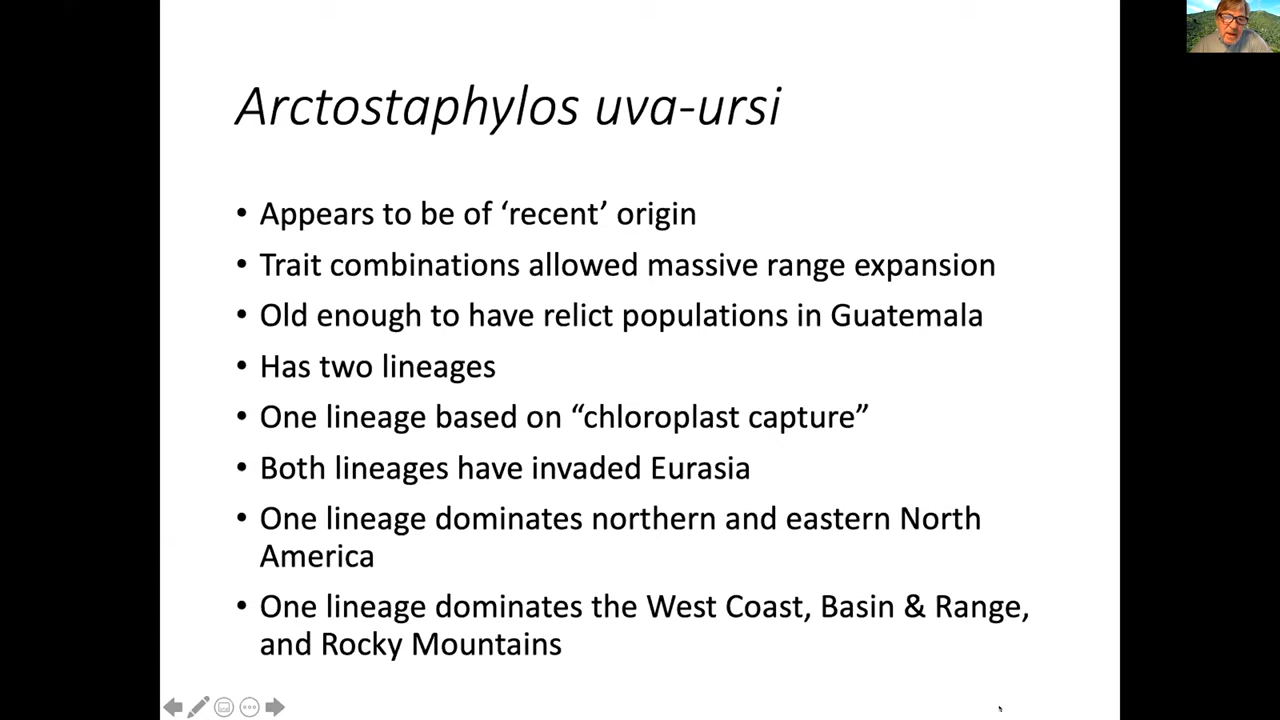 Arctostaphylos uva-ursi
• Appears to be of ‘recent’ origin
• Trait combinations allowed massive range expansion
• Old enough to have relict populations in Guatemala
• Has two lineages
• One lineage based on “chloroplast capture”
• Both lineages have invaded Eurasia
• One lineage dominates northern and eastern North
America
• One lineage dominates the West Coast, Basin & Range,
and Rocky Mountains